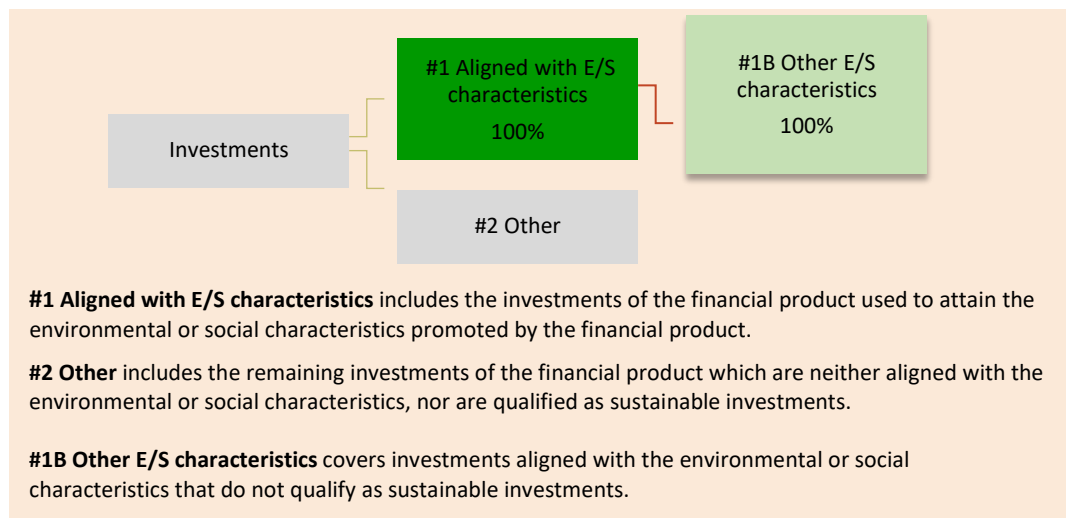 #1 Aligned with E/S
characteristics
100%
#1B Other E/S
characteristics
100%
Investments
#2 Other
#1 Aligned with E/S characteristics includes the investments of the financial product used to attain the
environmental or social characteristics promoted by the financial product.
#2 Other includes the remaining investments of the financial product which are neither aligned with the
environmental or social characteristics, nor are qualified as sustainable investments.
#1B Other E/S characteristics covers investments aligned with the environmental or social
characteristics that do not qualify as sustainable investments.